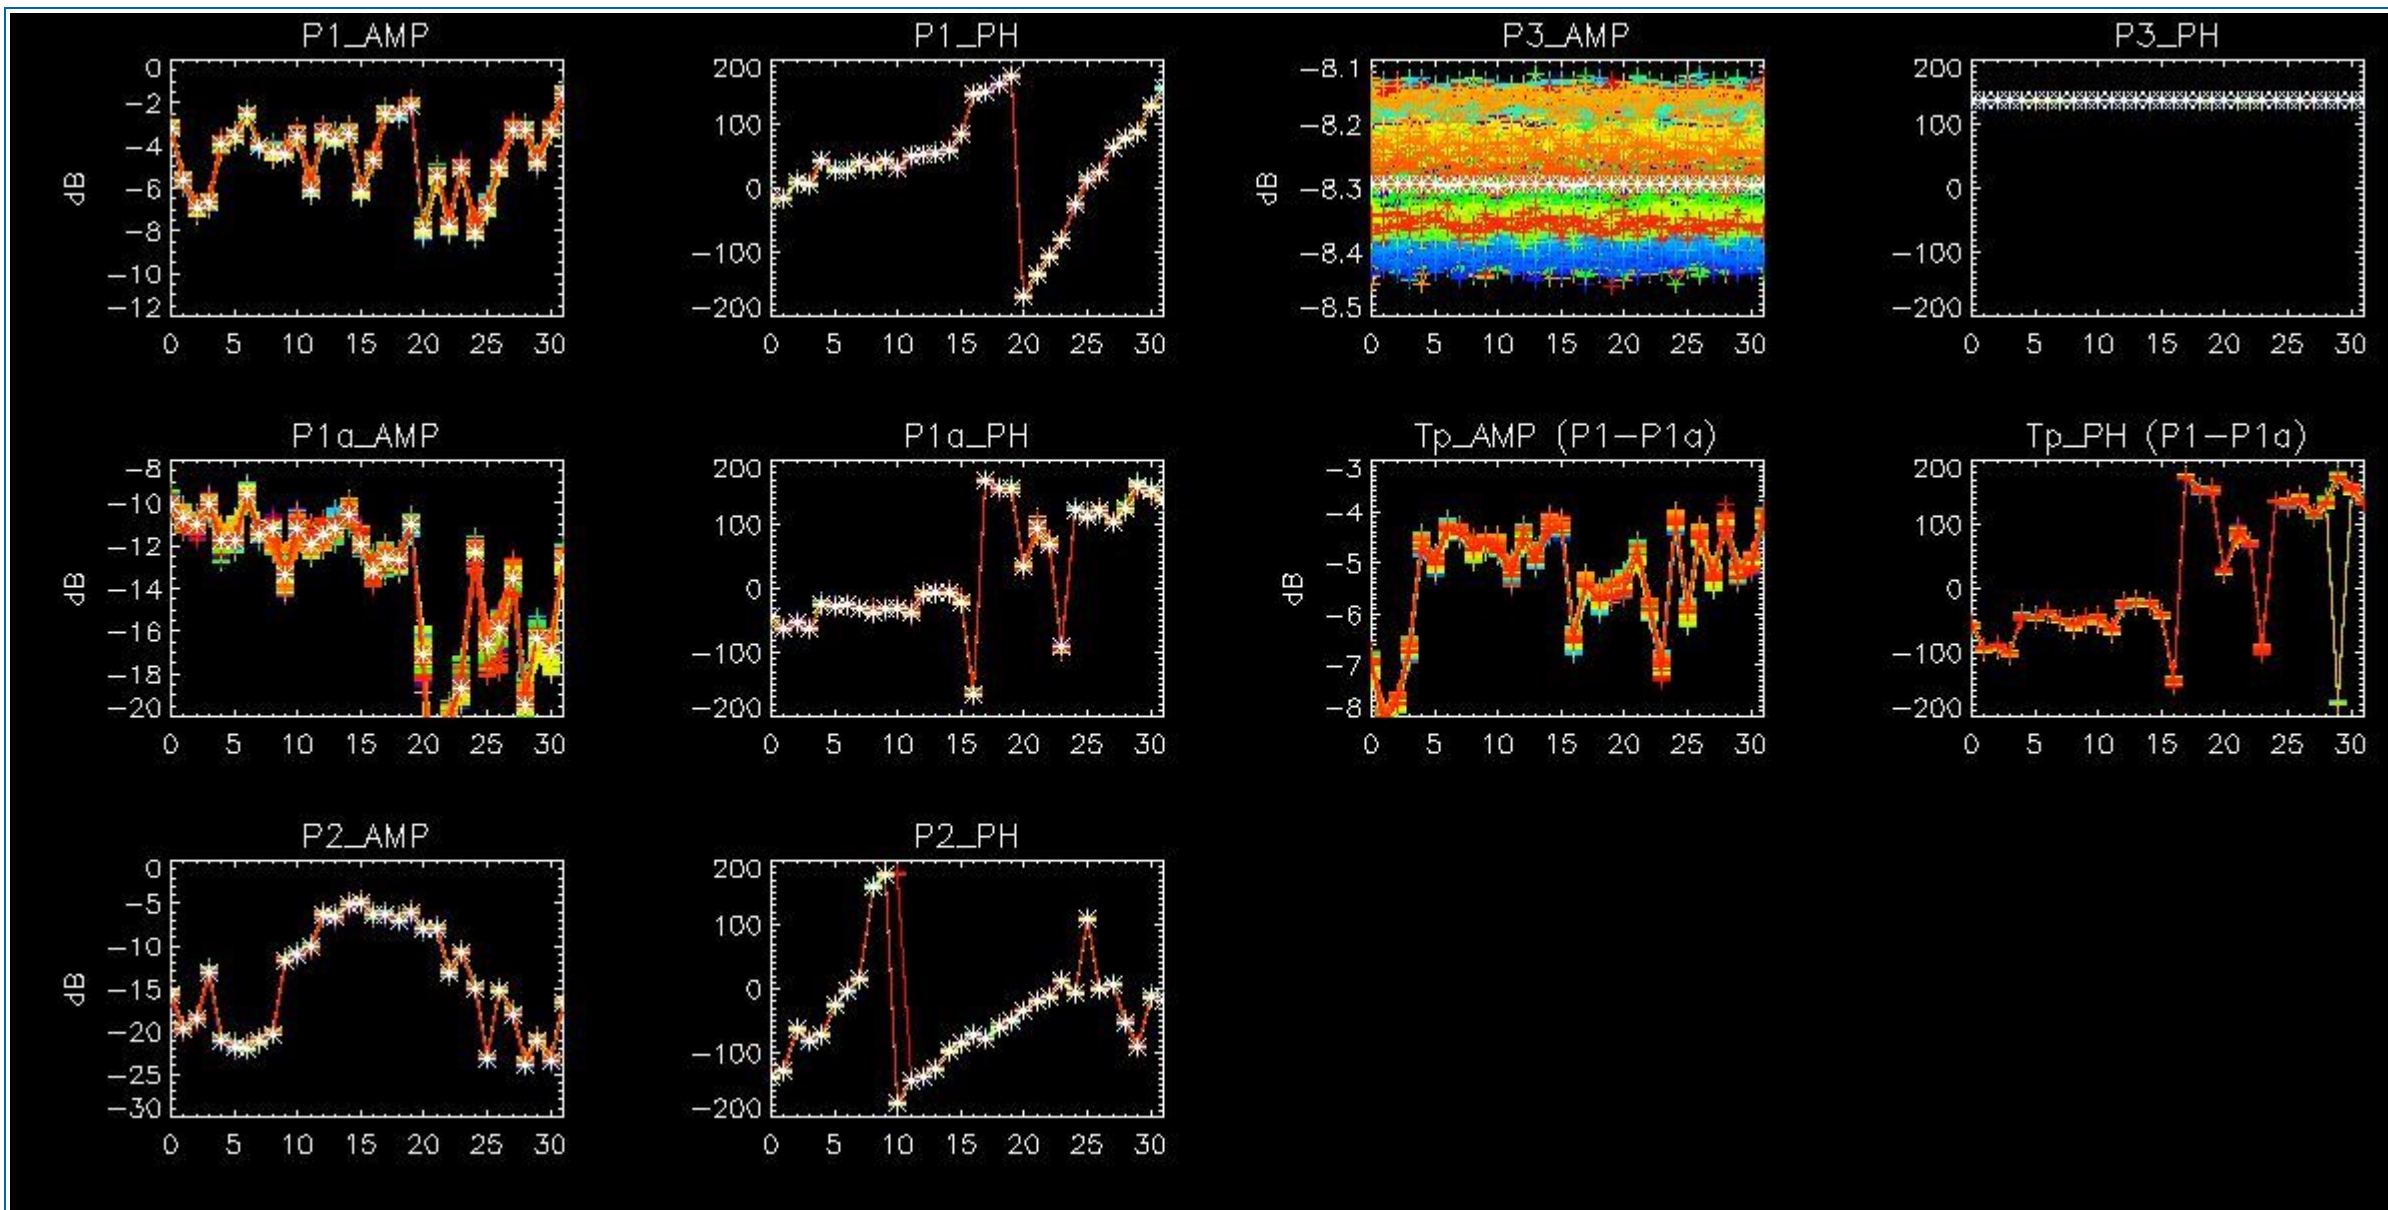 P1_AMP P1_PH P3_AMP P3_PH
0 200 -8.1 200
-2 100 -8.2 100
-4 0 -8.3 0
-6 -100 -8.4 -100
-8 -200 -8.5 -200
-10
-12
dB dB
0 5 10 15 20 25 30 0 5 10 15 20 25 30 0 5 10 15 20 25 30 0 5 10 15 20 25 30
P1a_AMP P1a_PH Tp_AMP (P1-P1a) Tp_PH (P1-P1a)
-8 200 -3 200
-10 100 -4 100
-12 0 -5 0
-14 -100 -6 -100
-16 -200 -7 -200
-18 -8
-20
dB dB
0 5 10 15 20 25 30 0 5 10 15 20 25 30 0 5 10 15 20 25 30 0 5 10 15 20 25 30
P2_AMP P2_PH
0 200
-5 100
-10 0
-15 -100
-20 -200
-25
-30
dB
0 5 10 15 20 25 30 0 5 10 15 20 25 30